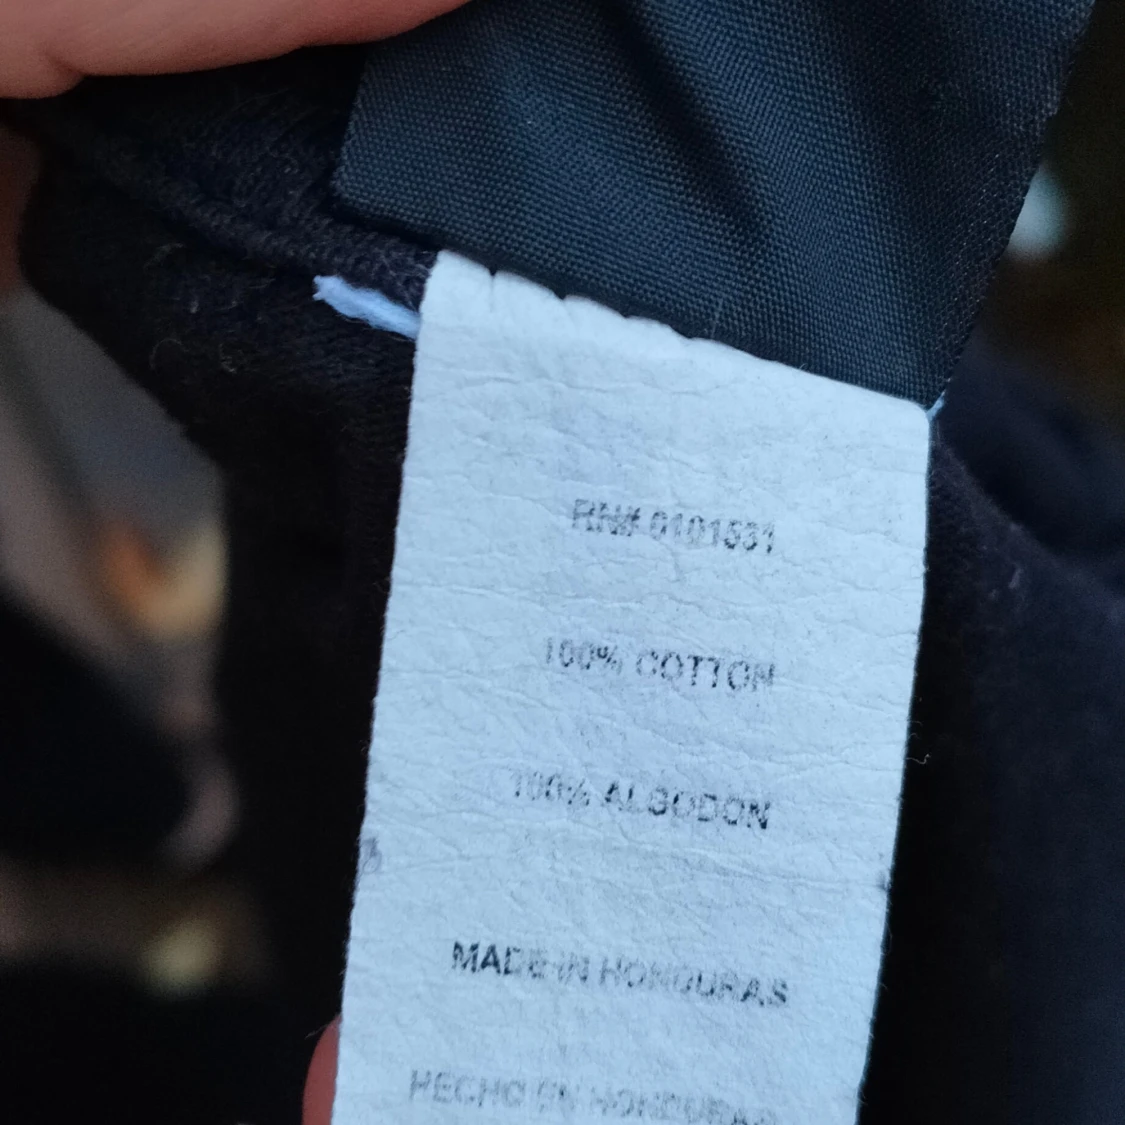 RN# 0101531
100% COTTON
100% ALGODON
MADE IN HONDURAS
HECHO EN HONDURAS